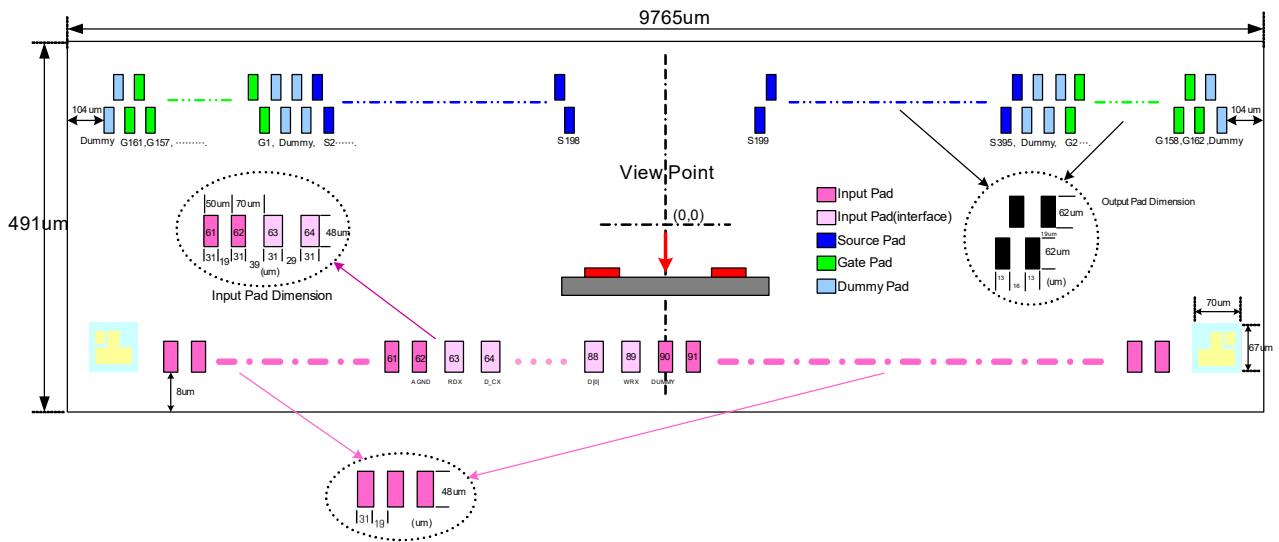 9765um
491um
104um
104um
Dummy G161,G157, ··········.
G1, Dummy, S2·······.
S198
S199
S395, Dummy, G2····.
G158,G162,Dummy
View Point
(0,0)
Input Pad
Input Pad(interface)
Source Pad
Gate Pad
Dummy Pad
50um 70um
61 62 63 64
48um
31 19 31 39 31 29 31
(um)
Input Pad Dimension
Output Pad Dimension
62um
19um
62um
13 16 13 (um)
70um
67um
61 62 63 64 88 89 90 91
AGND RDX D_CX D[0] WRX DUMMY
8um
48um
31 19 (um)